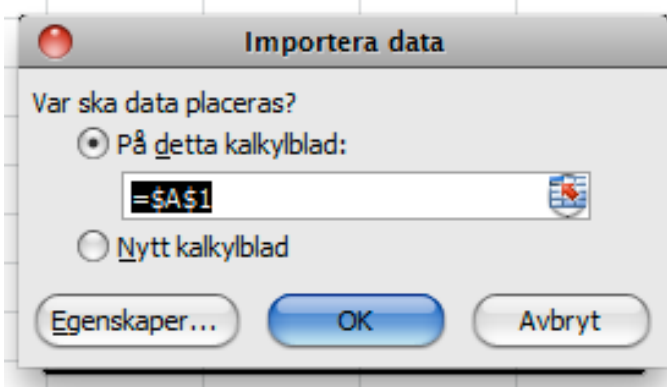 Importera data
Var ska data placeras?
På detta kalkylblad:
=$A$1
Nytt kalkylblad
Egenskaper... OK Avbryt